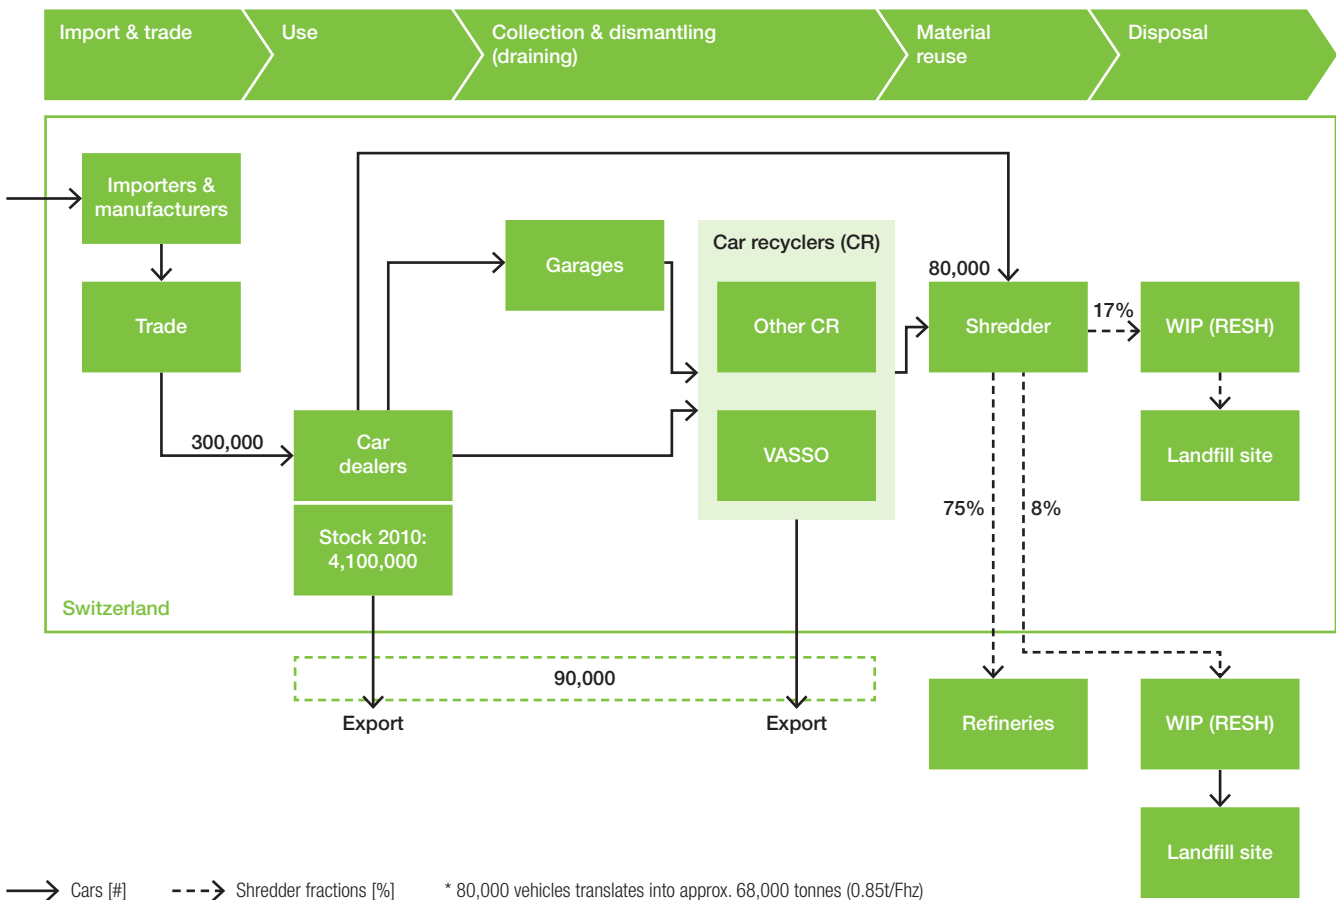 Import & trade
Use
Collection & dismantling
(draining)
Material
reuse
Disposal
Importers &
manufacturers
Trade
300,000
Car
dealers
Stock 2010:
4,100,000
Garages
Car recyclers (CR)
Other CR
VASSO
80,000
Shredder
17%
WIP (RESH)
Landfill site
75%
8%
Switzerland
90,000
Export
Export
Refineries
WIP (RESH)
Landfill site
Cars [#]
Shredder fractions [%]
* 80,000 vehicles translates into approx. 68,000 tonnes (0.85t/Fhz)